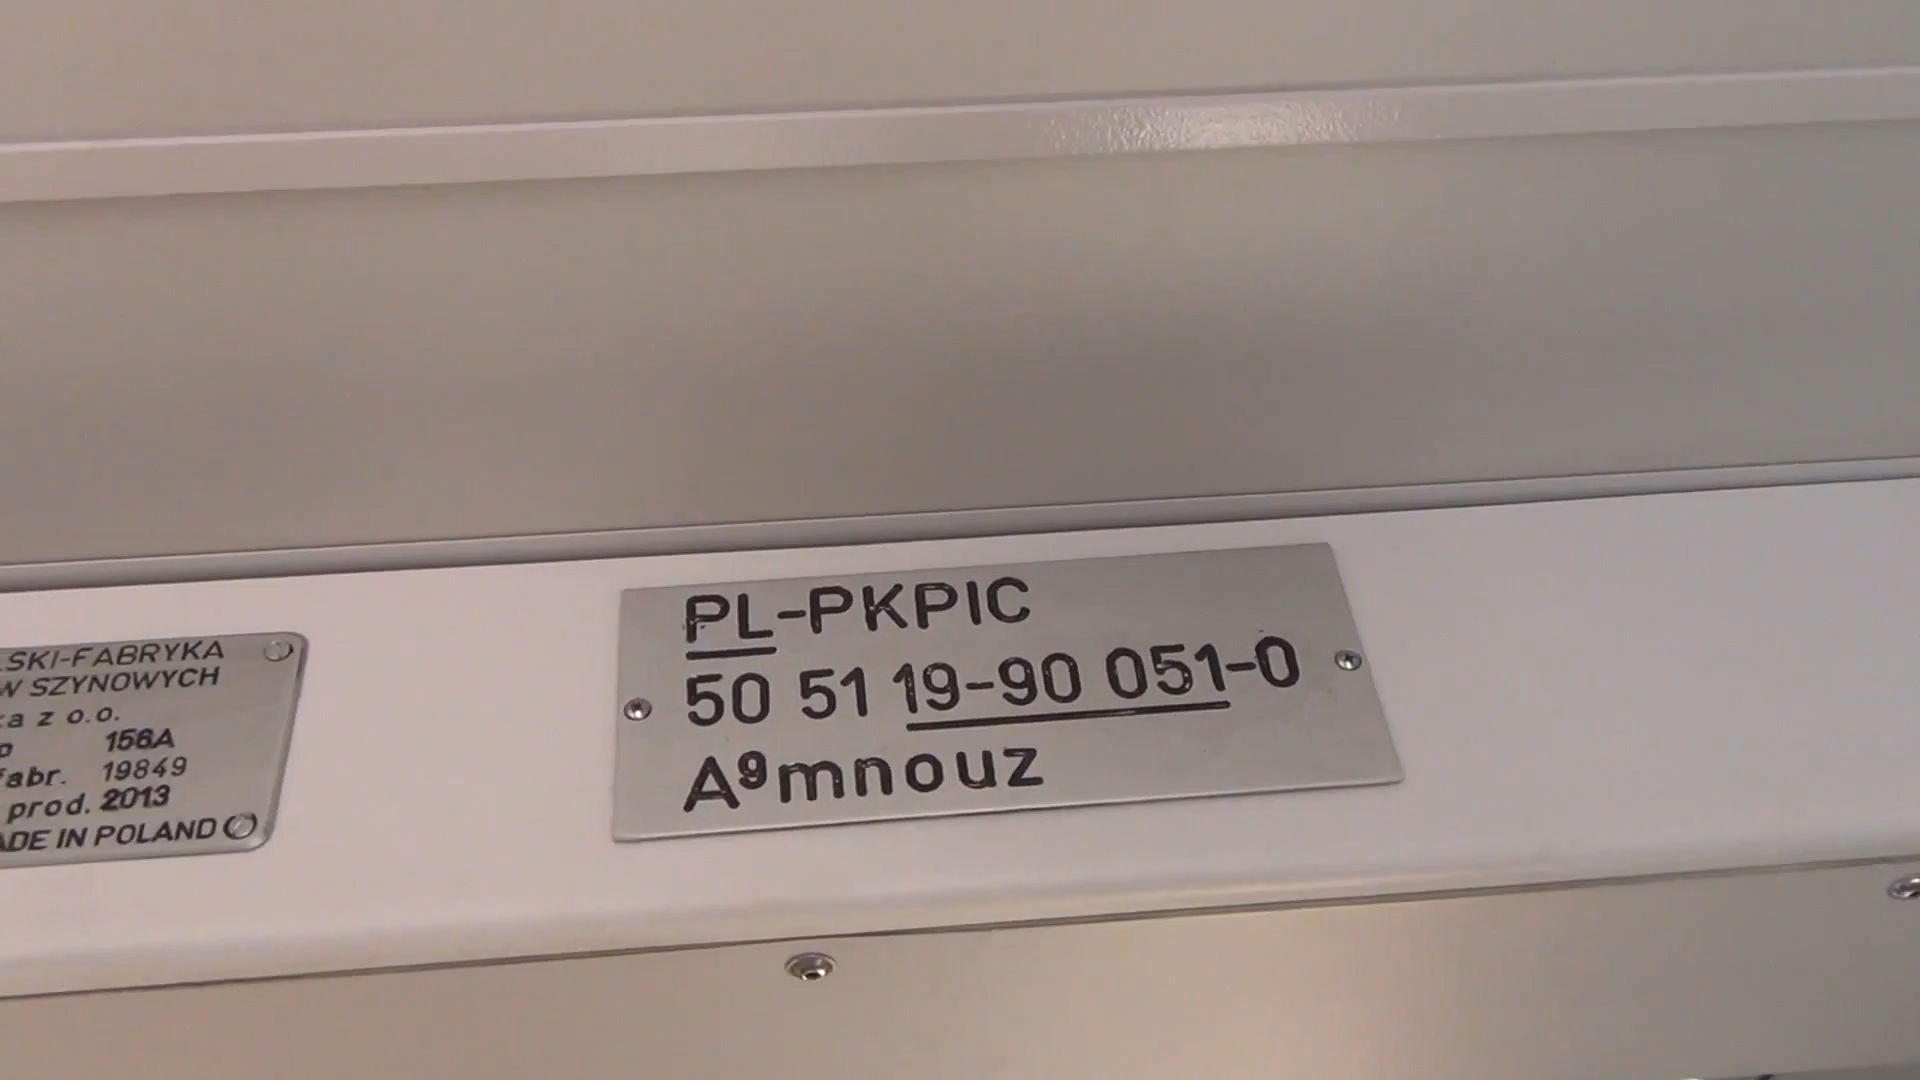 SKI-FABRYKA
W SZYNOWYCH
ka z o.o.
p 156A
fabr. 19849
prod. 2013
ADE IN POLAND
PL-PKPIC
50 51 19-90 051-0
A⁹mnouz